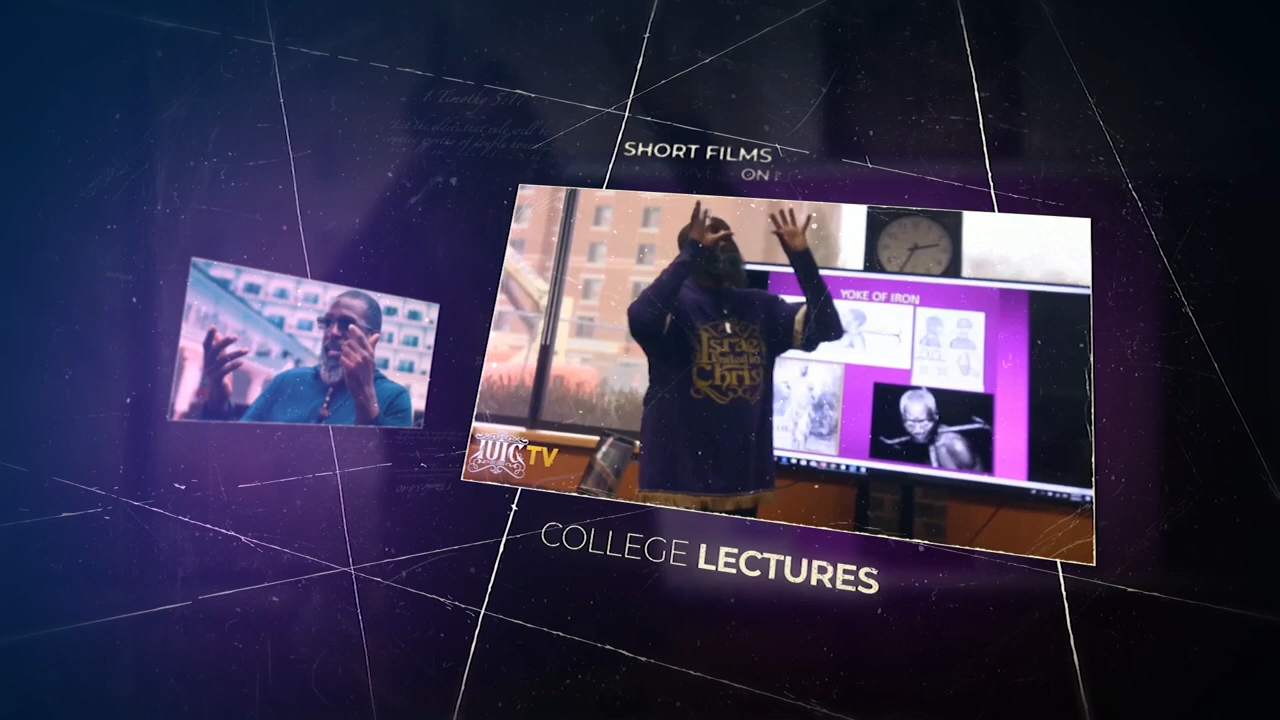 1 Timothy 5:17
SHORT FILMS
ON
YOKE OF IRON
Israel
United in
Christ
IUIC TV
COLLEGE LECTURES